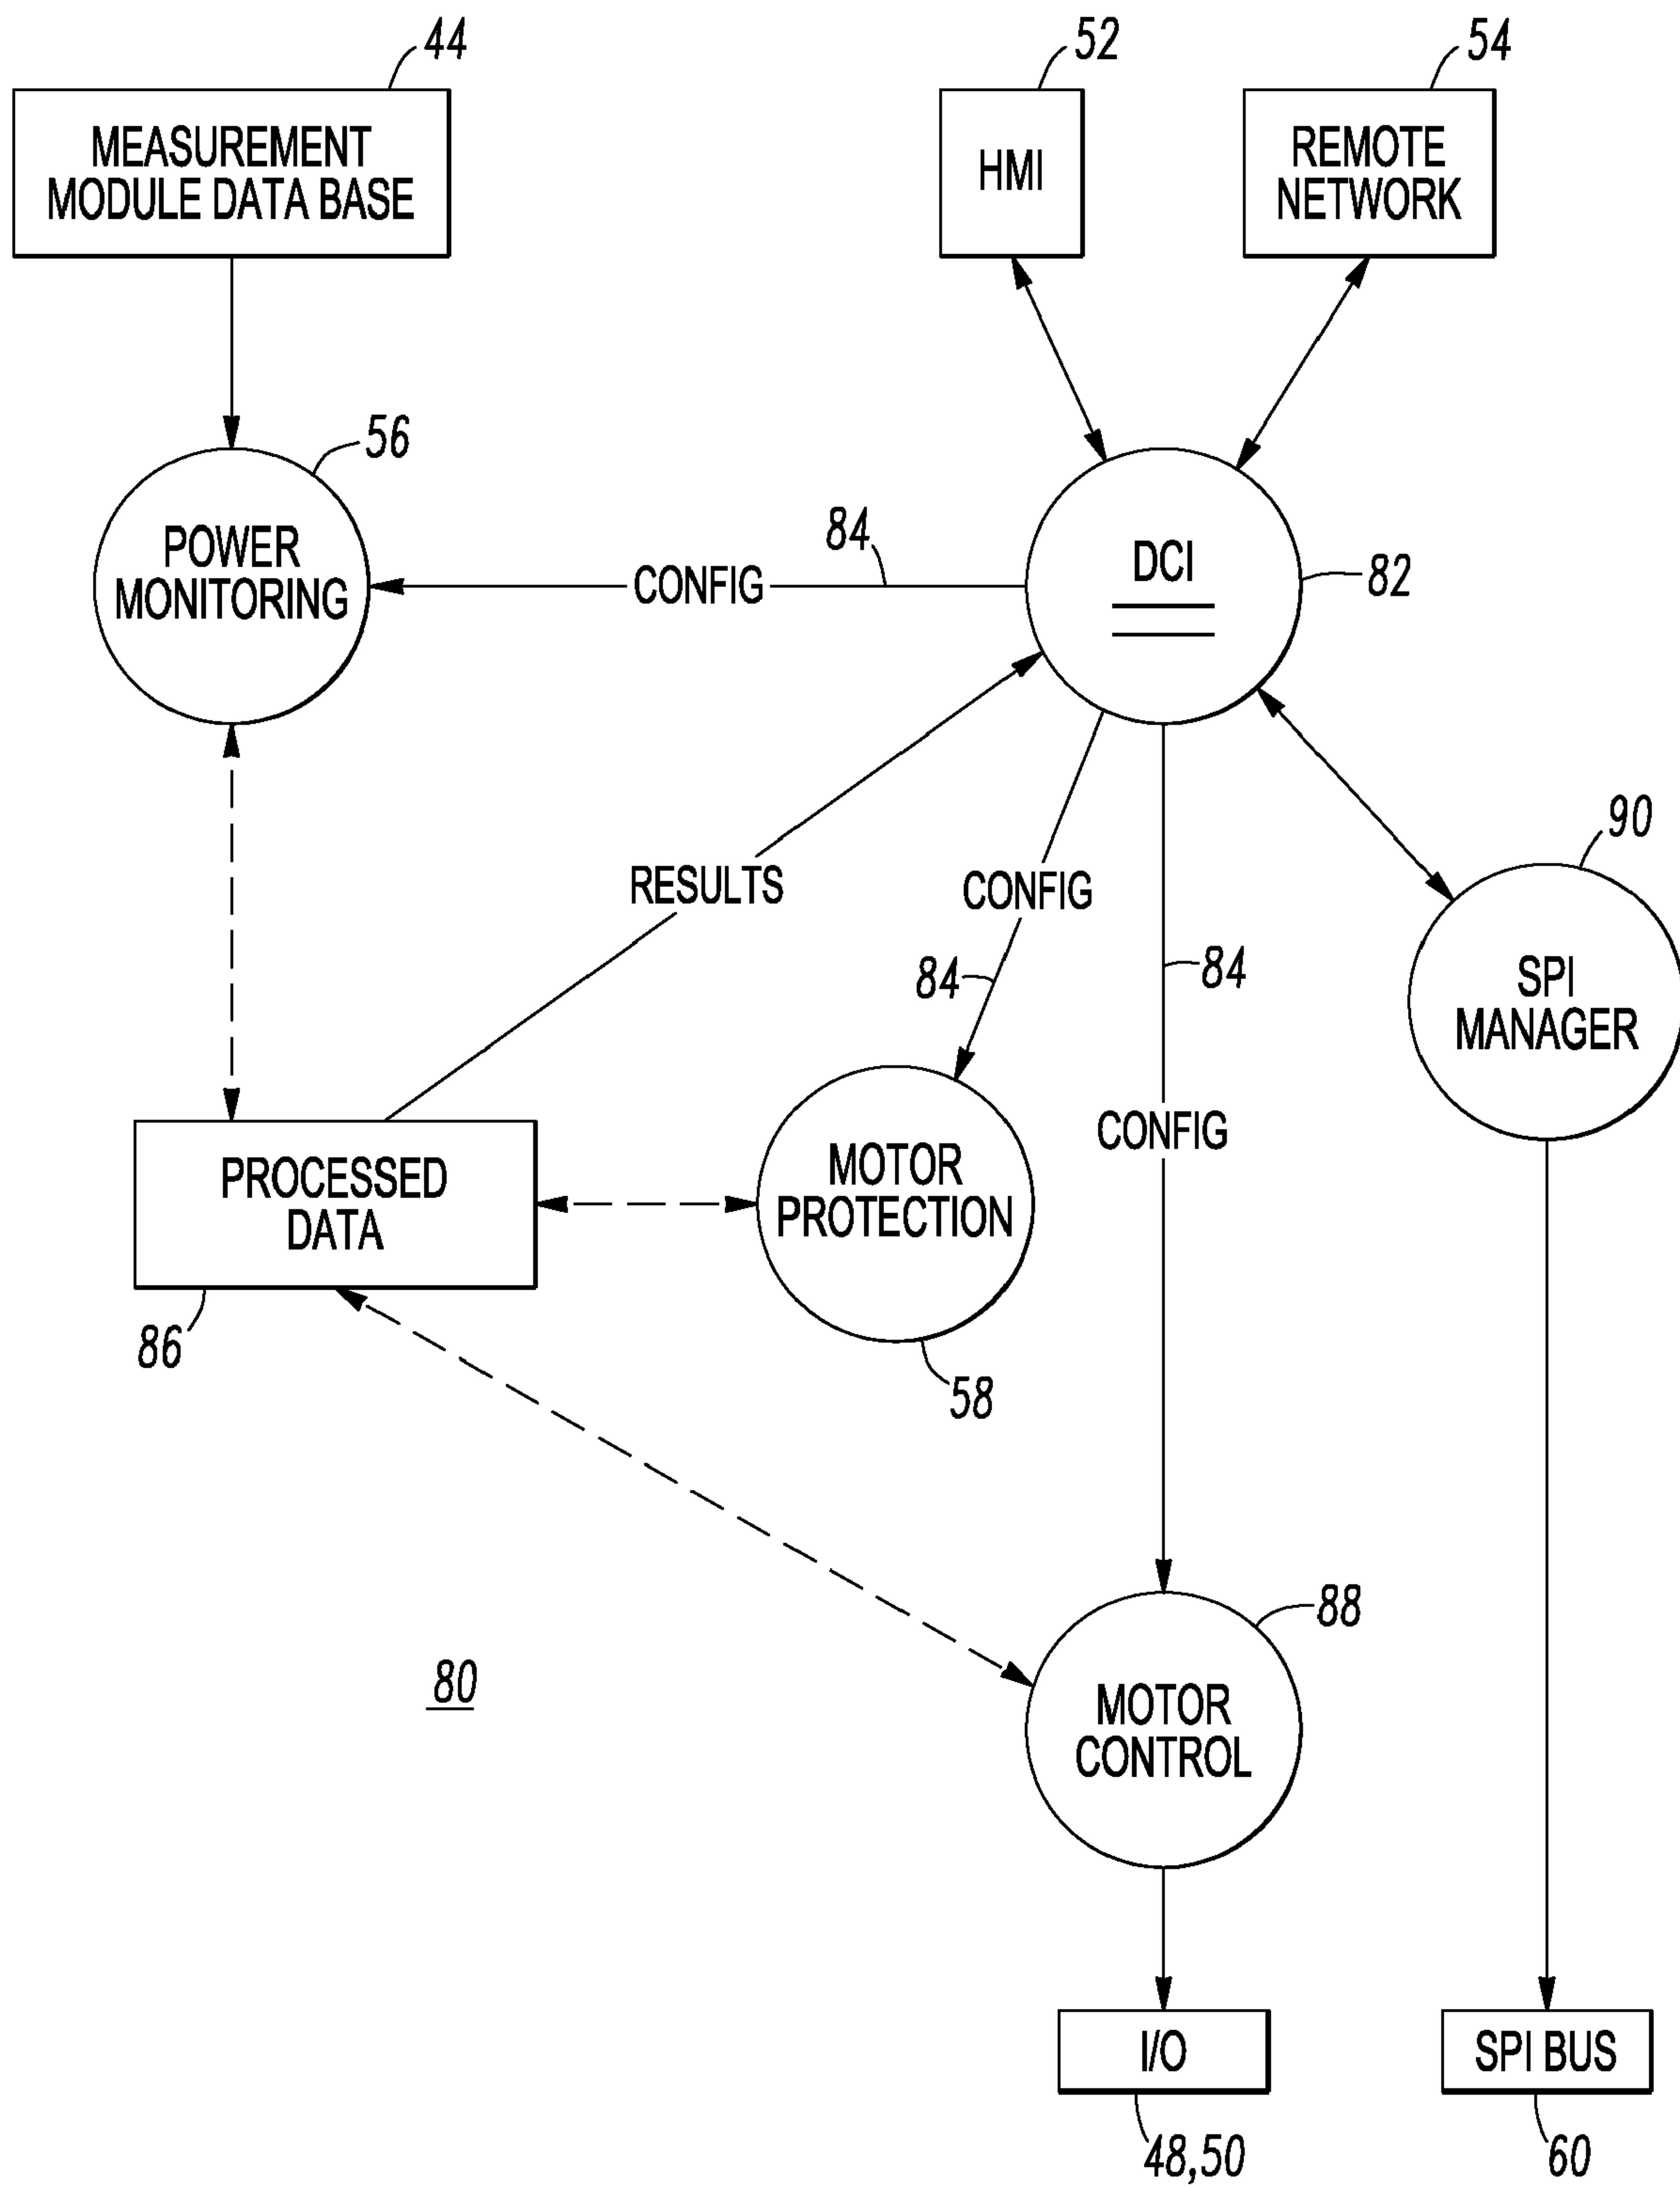 44
52
54
MEASUREMENT
MODULE DATA BASE
HMI
REMOTE
NETWORK
56
POWER
MONITORING
84
CONFIG
DCI
82
90
RESULTS
CONFIG
84
84
SPI
MANAGER
CONFIG
PROCESSED
DATA
MOTOR
PROTECTION
86
58
88
80
MOTOR
CONTROL
I/O
SPI BUS
48,50
60